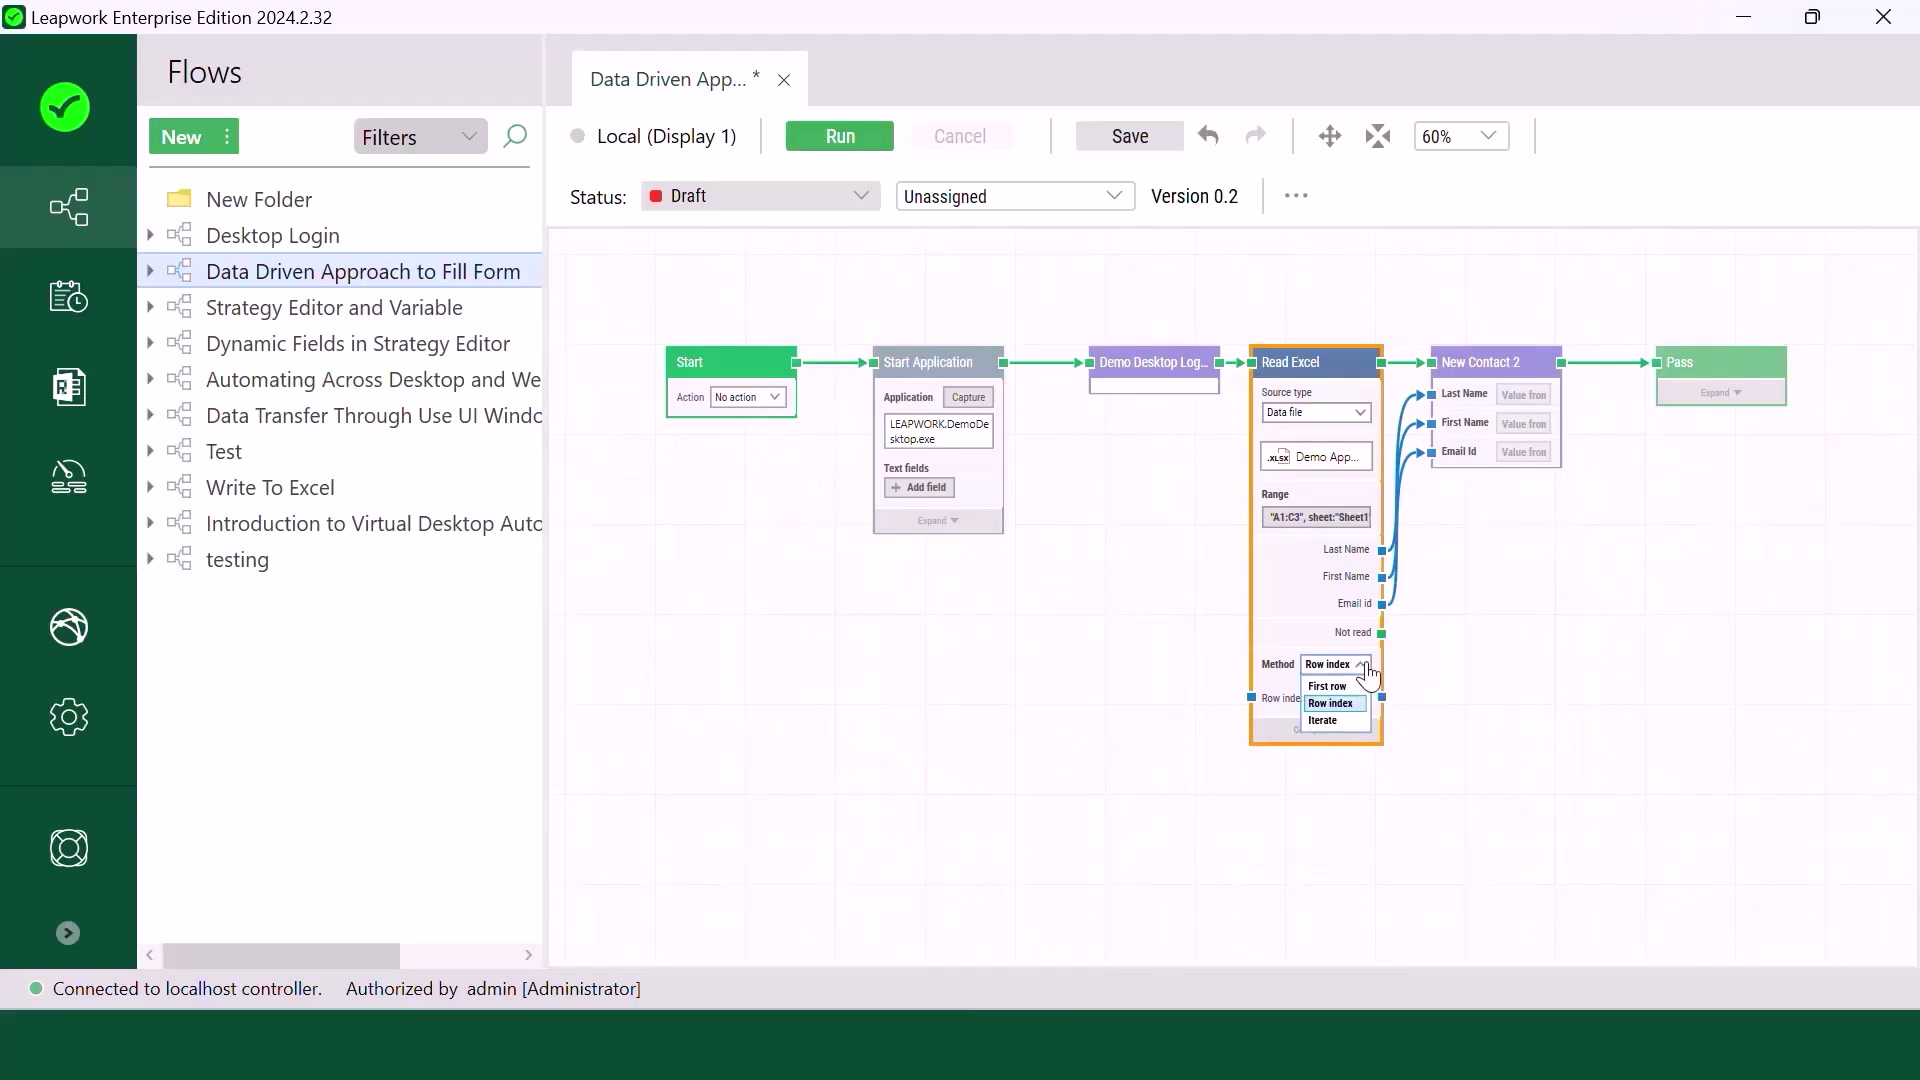 Leapwork Enterprise Edition 2024.2.32
Flows
Data Driven App... *
New
Filters
Local (Display 1)
Run
Cancel
Save
60%
Status:
Draft
Unassigned
Version 0.2
New Folder
Desktop Login
Data Driven Approach to Fill Form
Strategy Editor and Variable
Dynamic Fields in Strategy Editor
Automating Across Desktop and We
Data Transfer Through Use UI Windo
Test
Write To Excel
Introduction to Virtual Desktop Auto
testing
Start
Action No action
Start Application
Application Capture
LEAPWORK.DemoDe
sktop.exe
Text fields
+ Add field
Expand
Demo Desktop Log...
Read Excel
Source type
Data file
.XLSX Demo App...
Range
"A1:C3", sheet:"Sheet1"
Last Name
First Name
Email id
Not read
Method Row index
First row
Row inde
Row index
Iterate
New Contact 2
Last Name Value fron
First Name Value fron
Email Id Value fron
Pass
Expand
Connected to localhost controller. Authorized by admin [Administrator]